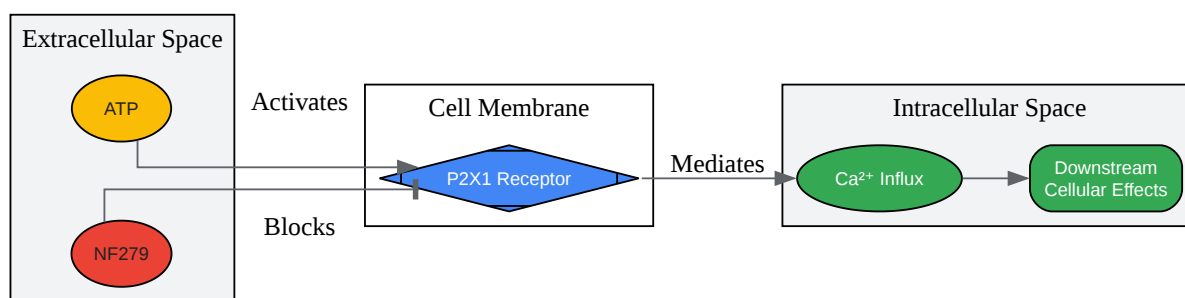 Extracellular Space
ATP
Activates
NF279
Blocks
Cell Membrane
P2X1 Receptor
Mediates
Intracellular Space
Ca²⁺ Influx
Downstream
Cellular Effects